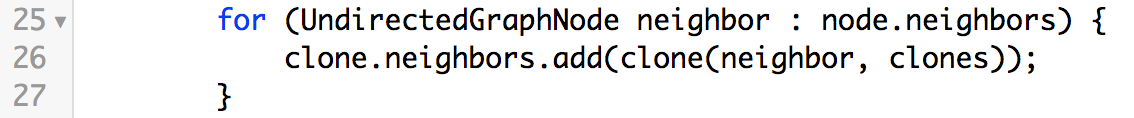 25 for (UndirectedGraphNode neighbor : node.neighbors) {
26 clone.neighbors.add(clone(neighbor, clones));
27 }